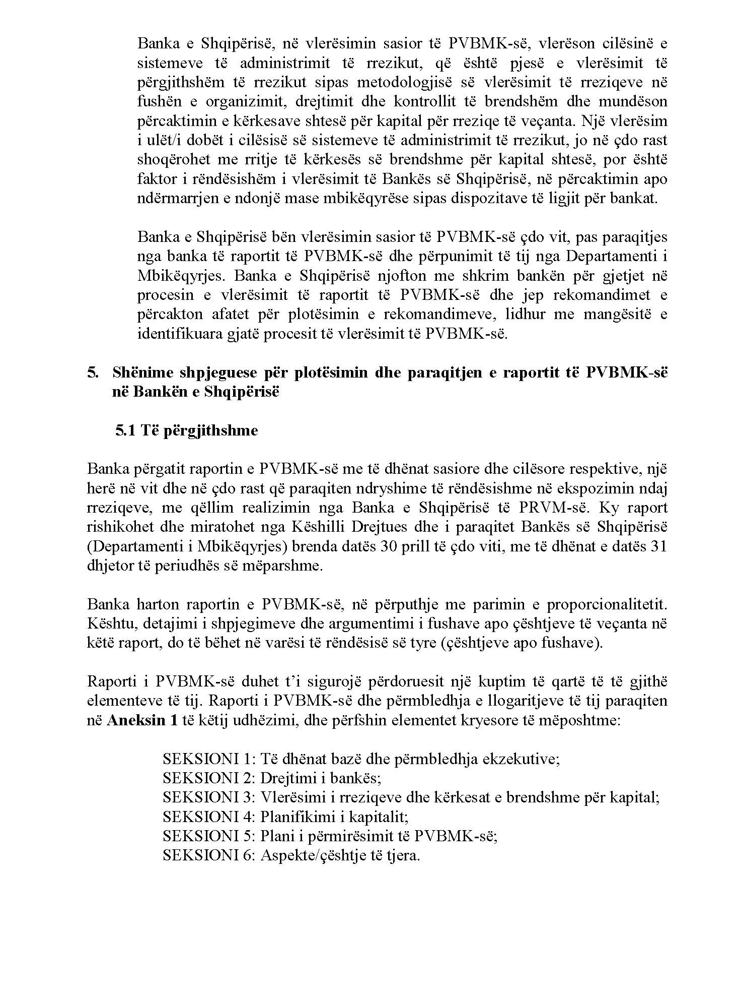 Banka e Shqipërisë, në vlerësimin sasior të PVBMK-së, vlerëson cilësinë e
sistemeve të administrimit të rrezikut, që është pjesë e vlerësimit të
përgjithshëm të rrezikut sipas metodologjisë së vlerësimit të rreziqeve në
fushën e organizimit, drejtimit dhe kontrollit të brendshëm dhe mundëson
përcaktimin e kërkesave shtesë për kapital për rreziqe të veçanta. Një vlerësim
i ulët/i dobët i cilësisë së sistemeve të administrimit të rrezikut, jo në çdo rast
shoqërohet me rritje të kërkesës së brendshme për kapital shtesë, por është
faktor i rëndësishëm i vlerësimit të Bankës së Shqipërisë, në përcaktimin apo
ndërmarrjen e ndonjë mase mbikëqyrëse sipas dispozitave të ligjit për bankat.
Banka e Shqipërisë bën vlerësimin sasior të PVBMK-së çdo vit, pas paraqitjes
nga banka të raportit të PVBMK-së dhe përpunimit të tij nga Departamenti i
Mbikëqyrjes. Banka e Shqipërisë njofton me shkrim bankën për gjetjet në
procesin e vlerësimit të raportit të PVBMK-së dhe jep rekomandimet e
përcakton afatet për plotësimin e rekomandimeve, lidhur me mangësitë e
identifikuara gjatë procesit të vlerësimit të PVBMK-së.
5. Shënime shpjeguese për plotësimin dhe paraqitjen e raportit të PVBMK-së
në Bankën e Shqipërisë
5.1 Të përgjithshme
Banka përgatit raportin e PVBMK-së me të dhënat sasiore dhe cilësore respektive, një
herë në vit dhe në çdo rast që paraqiten ndryshime të rëndësishme në ekspozimin ndaj
rreziqeve, me qëllim realizimin nga Banka e Shqipërisë të PRVM-së. Ky raport
rishikohet dhe miratohet nga Këshilli Drejtues dhe i paraqitet Bankës së Shqipërisë
(Departamenti i Mbikëqyrjes) brenda datës 30 prill të çdo viti, me të dhënat e datës 31
dhjetor të periudhës së mëparshme.
Banka harton raportin e PVBMK-së, në përputhje me parimin e proporcionalitetit.
Kështu, detajimi i shpjegimeve dhe argumentimi i fushave apo çështjeve të veçanta në
këtë raport, do të bëhet në varësi të rëndësisë së tyre (çështjeve apo fushave).
Raporti i PVBMK-së duhet t’i sigurojë përdoruesit një kuptim të qartë të të gjithë
elementeve të tij. Raporti i PVBMK-së dhe përmbledhja e llogaritjeve të tij paraqiten
në Aneksin 1 të këtij udhëzimi, dhe përfshin elementet kryesore të mëposhtme:
SEKSIONI 1: Të dhënat bazë dhe përmbledhja ekzekutive;
SEKSIONI 2: Drejtimi i bankës;
SEKSIONI 3: Vlerësimi i rreziqeve dhe kërkesat e brendshme për kapital;
SEKSIONI 4: Planifikimi i kapitalit;
SEKSIONI 5: Plani i përmirësimit të PVBMK-së;
SEKSIONI 6: Aspekte/çështje të tjera.